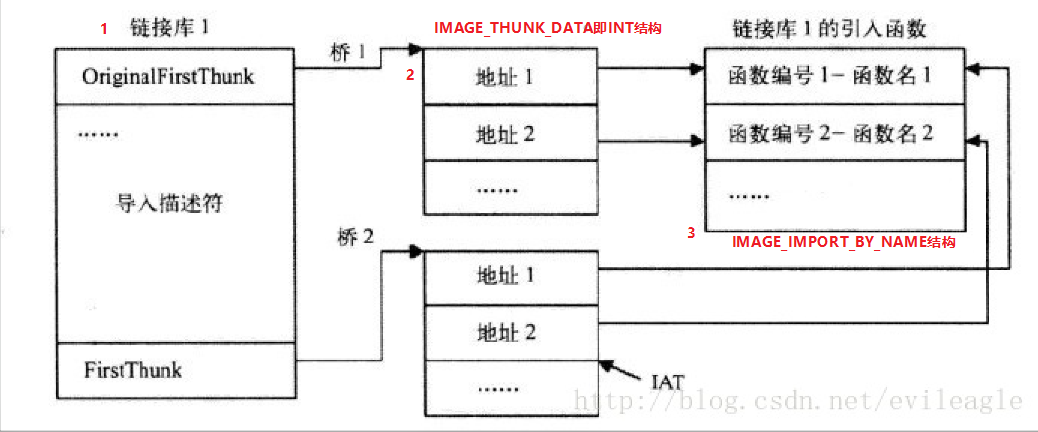 1 链接库1
OriginalFirstThunk
……
导入描述符
FirstThunk
桥1
IMAGE_THUNK_DATA即INT结构
2
地址1
地址2
……
链接库1的引入函数
函数编号1-函数名1
函数编号2-函数名2
……
3
IMAGE_IMPORT_BY_NAME结构
桥2
地址1
地址2
……
IAT
http://blog.csdn.net/evileagle